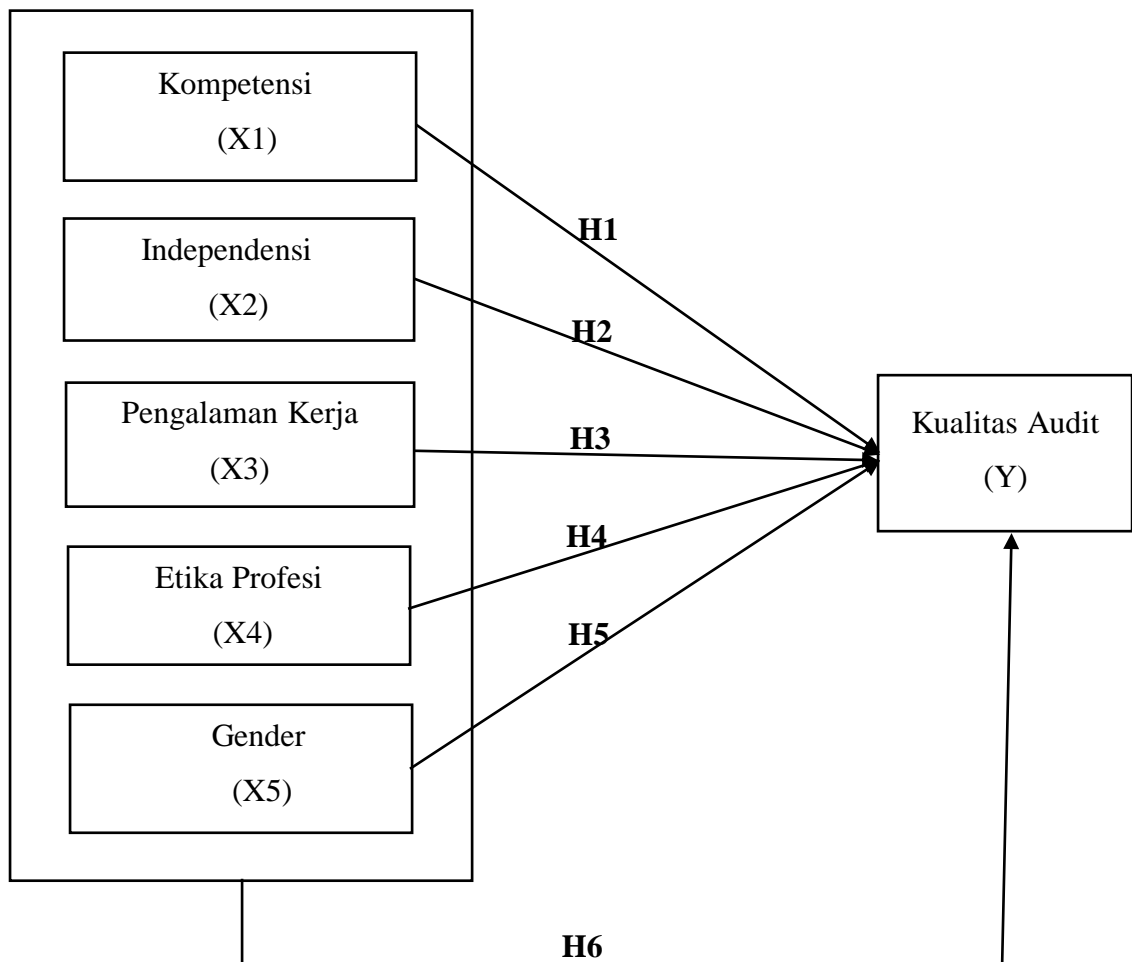 Kompetensi
(X1)
H1
Independensi
(X2)
H2
Pengalaman Kerja
(X3)
H3
Kualitas Audit
(Y)
Etika Profesi
(X4)
H4
Gender
(X5)
H5
H6